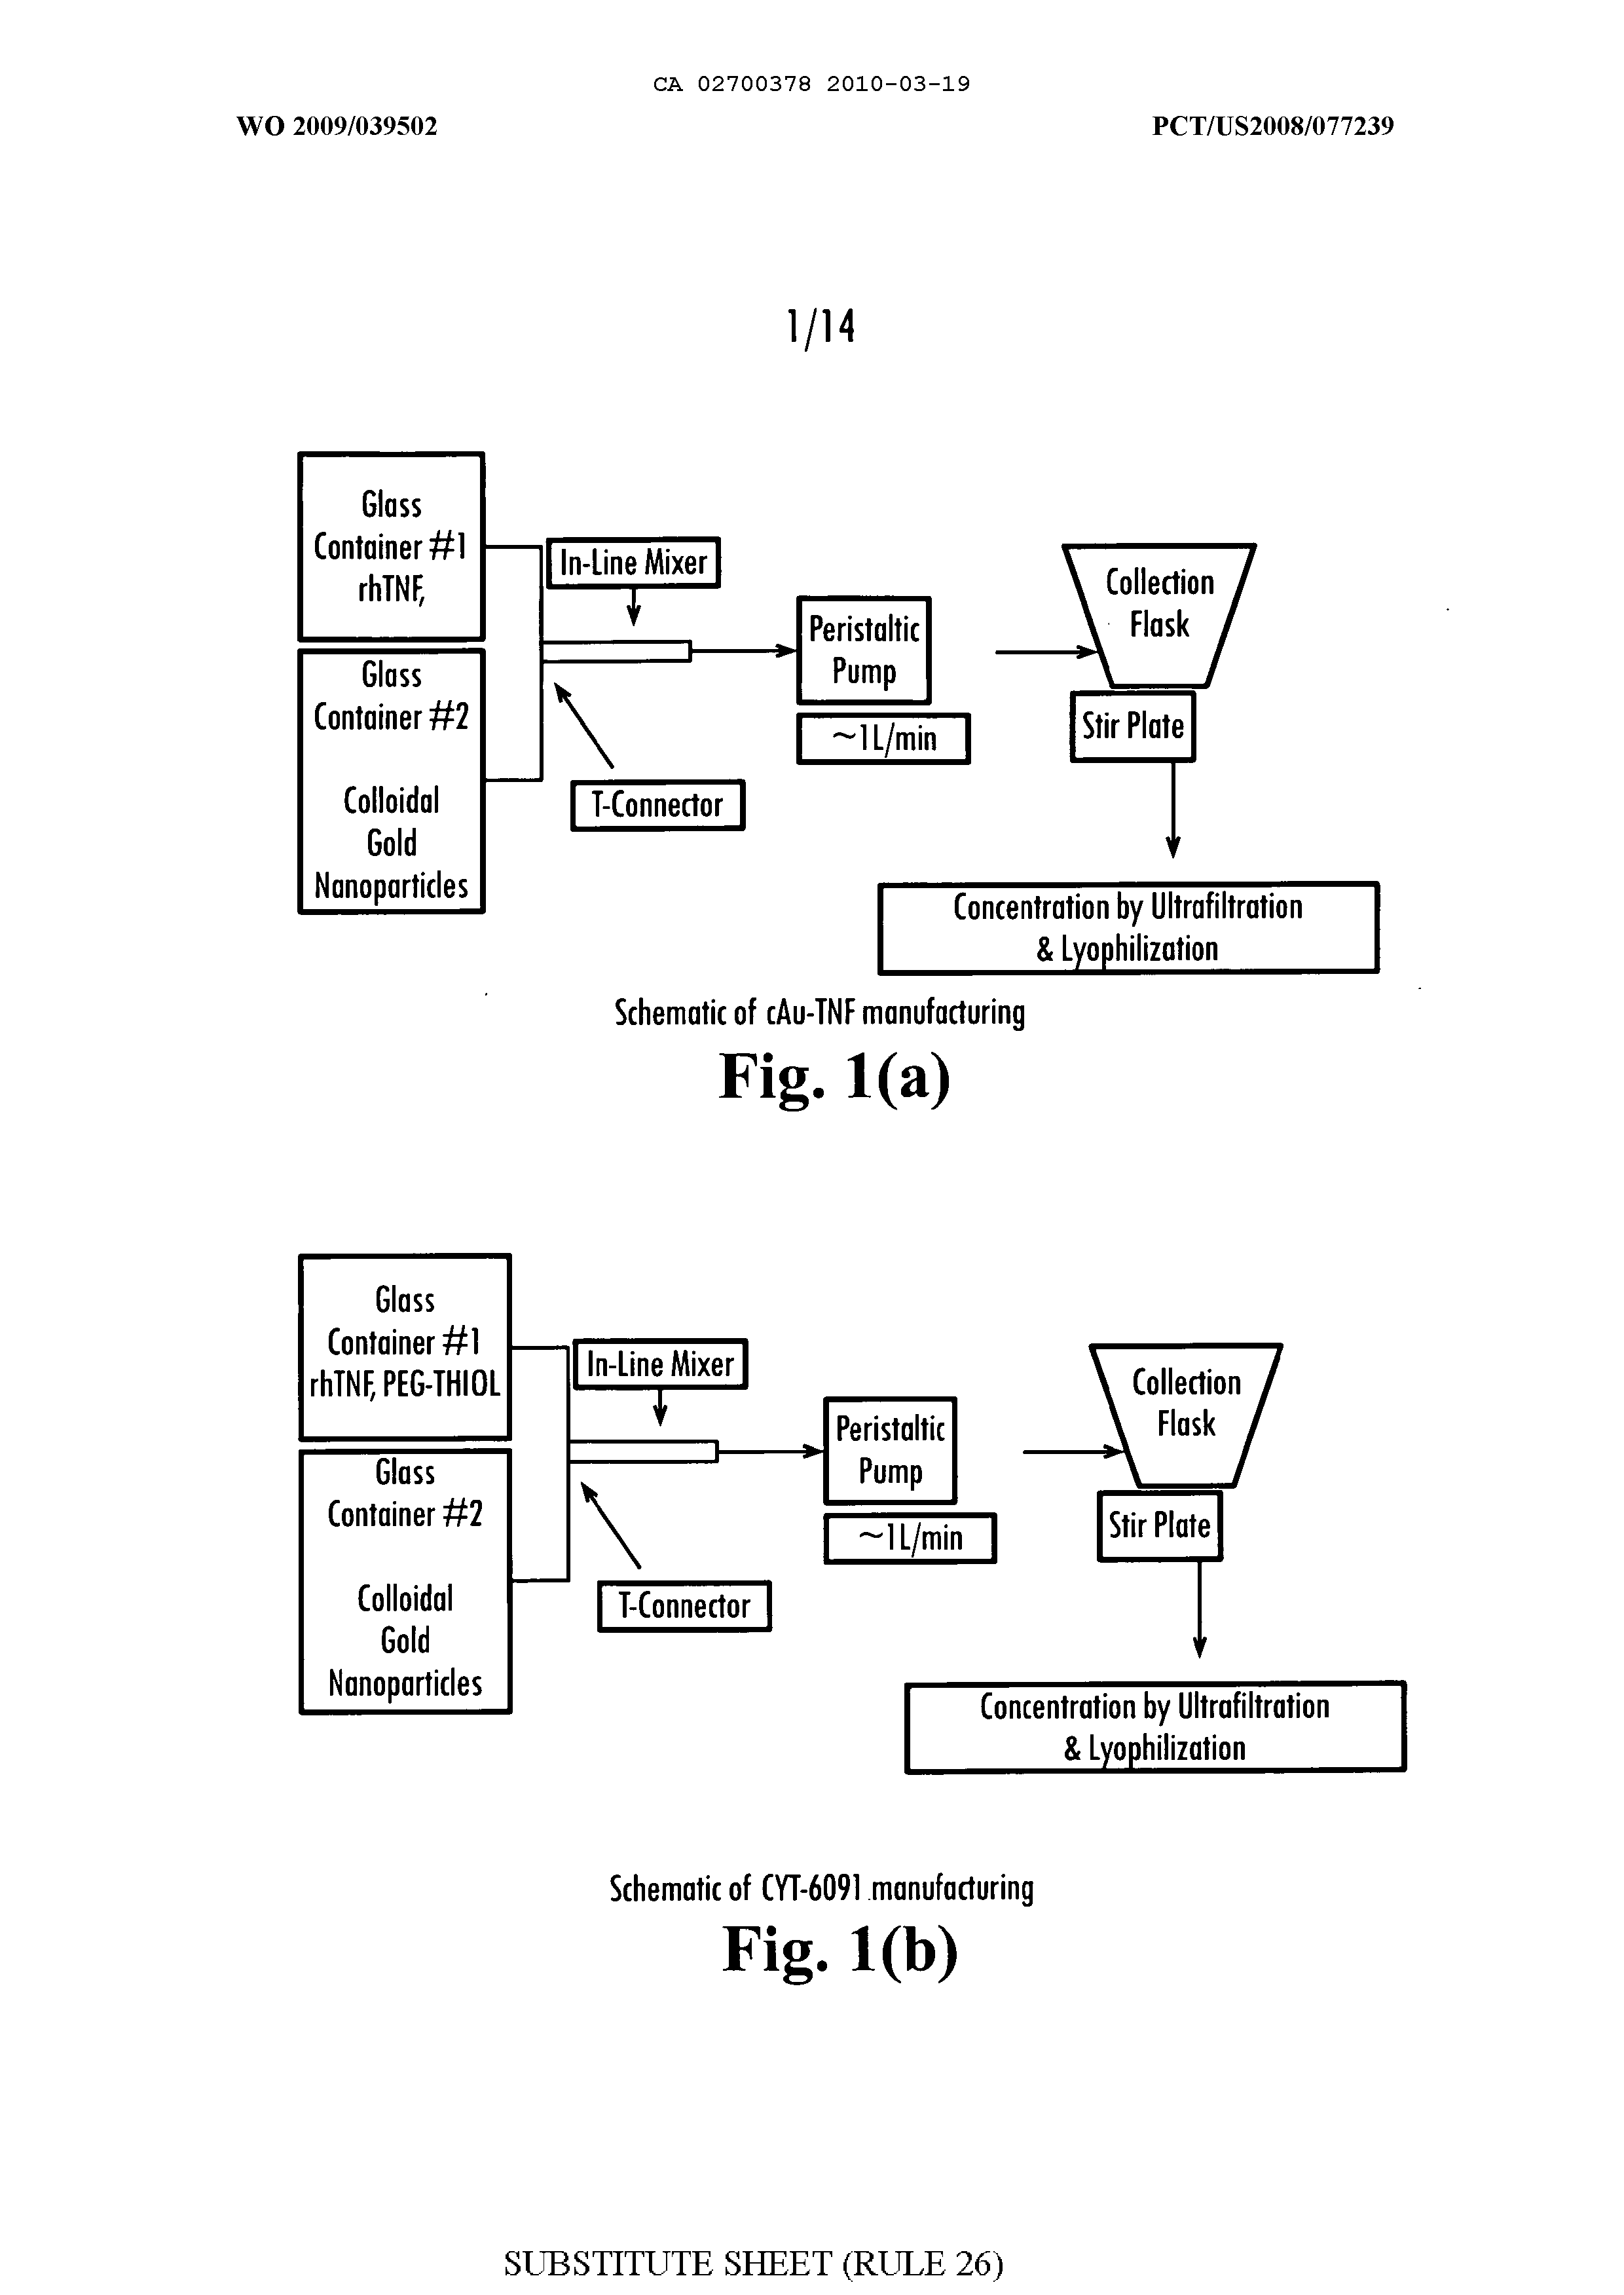 CA 02700378 2010-03-19
WO 2009/039502
PCT/US2008/077239
1/14
Glass
Container #1
rhTNF,
Glass
Container #2
Colloidal
Gold
Nanoparticles
In-Line Mixer
T-Connector
Peristaltic
Pump
~1L/min
Collection
Flask
Stir Plate
Concentration by Ultrafiltration
& Lyophilization
Schematic of cAu-TNF manufacturing
Fig. 1(a)
Glass
Container #1
rhTNF, PEG-THIOL
Glass
Container #2
Colloidal
Gold
Nanoparticles
In-Line Mixer
T-Connector
Peristaltic
Pump
~1L/min
Collection
Flask
Stir Plate
Concentration by Ultrafiltration
& Lyophilization
Schematic of CYT-6091 manufacturing
Fig. 1(b)
SUBSTITUTE SHEET (RULE 26)